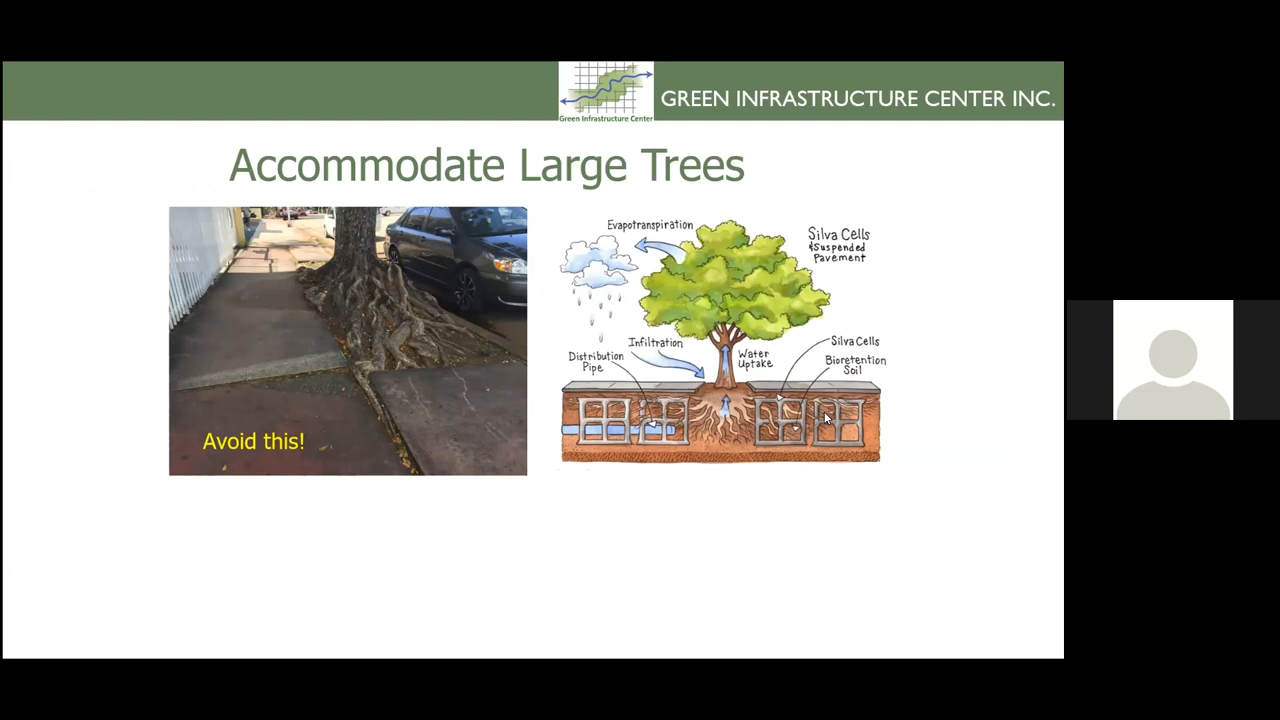 Green Infrastructure Center
GREEN INFRASTRUCTURE CENTER INC.
Accommodate Large Trees
Avoid this!
Evapotranspiration
Silva Cells
& Suspended
Pavement
Infiltration
Distribution
Pipe
Water
Uptake
Silva Cells
Bioretention
Soil